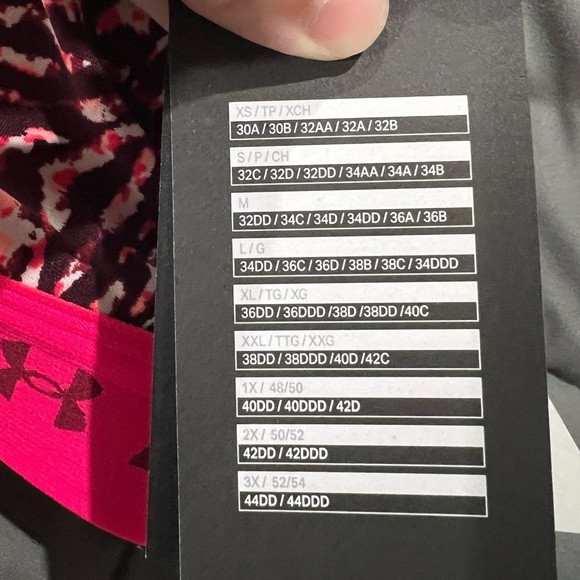 XS / TP / XCH
30A / 30B / 32AA / 32A / 32B
S / P / CH
32C / 32D / 32DD / 34AA / 34A / 34B
M
32DD / 34C / 34D / 34DD / 36A / 36B
L / G
34DD / 36C / 36D / 38B / 38C / 34DDD
XL / TG / XG
36DD / 36DDD /38D /38DD /40C
XXL / TTG / XXG
38DD / 38DDD /40D /42C
1X / 48/50
40DD / 40DDD / 42D
2X / 50/52
42DD / 42DDD
3X / 52/54
44DD / 44DDD